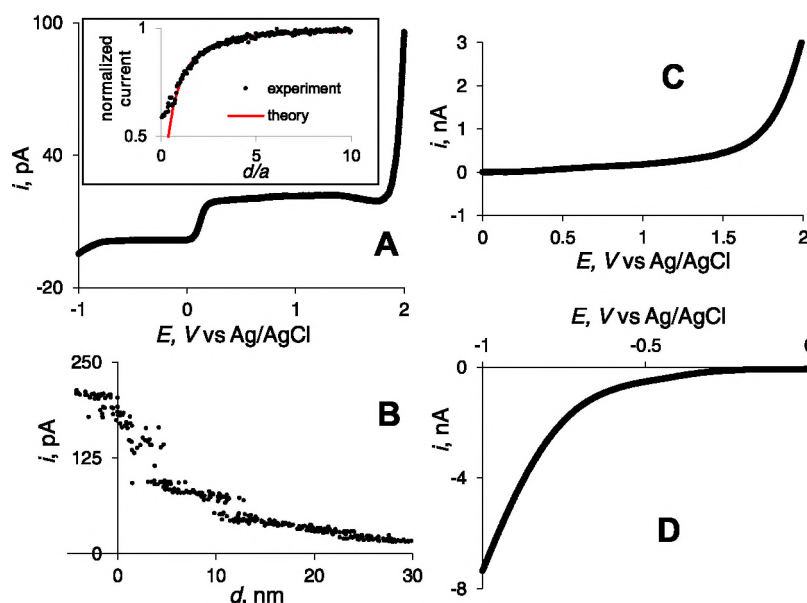 100
40
-20
i, pA
-1
0
1
2
E, V vs Ag/AgCl
A
normalized
current
1
0.5
0
5
10
d/a
experiment
theory
250
125
0
i, pA
0
10
20
30
d, nm
B
3
2
1
0
-1
i, nA
0
0.5
1
1.5
2
E, V vs Ag/AgCl
C
E, V vs Ag/AgCl
-1
-0.5
0
0
-4
-8
i, nA
D